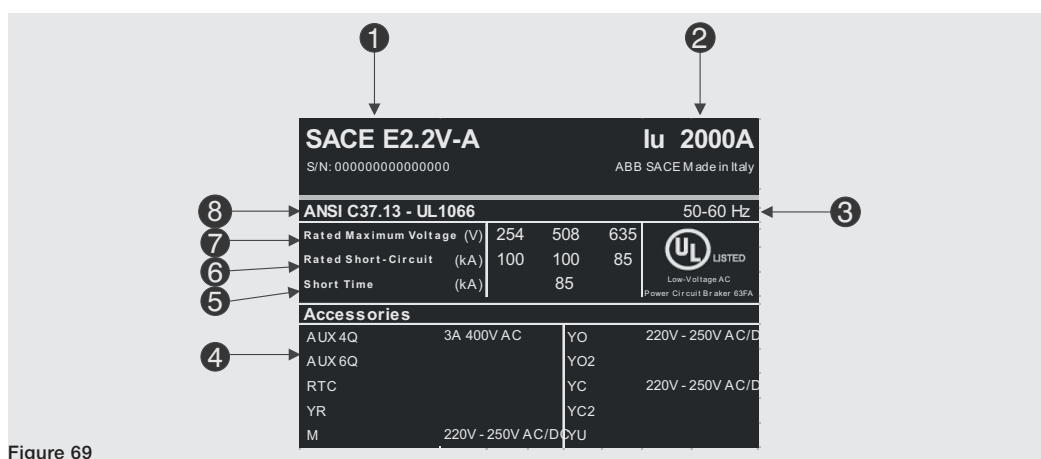 1 2
SACE E2.2V-A Iu 2000A
S/N: 000000000000000 ABB SACE Made in Italy
8 ANSI C37.13 - UL1066 50-60 Hz 3
7 Rated Maximum Voltage (V) 254 508 635
6 Rated Short-Circuit (kA) 100 100 85 UL LISTED
5 Short Time (kA) 85 Low-Voltage AC
Power Circuit Braker 63FA
Accessories
4
AUX 4Q 3A 400V AC YO 220V - 250V AC/D
AUX 6Q YO2
RTC YC 220V - 250V AC/D
YR YC2
M 220V - 250V AC/DC YU
Figure 69